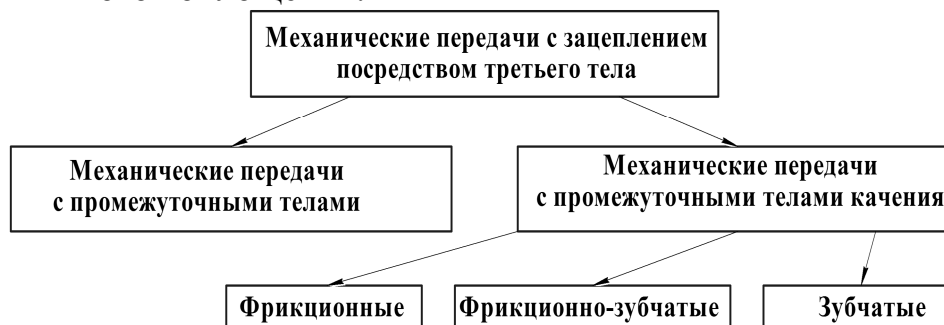 Механические передачи с зацеплением
посредством третьего тела
Механические передачи
с промежуточными телами
Механические передачи
с промежуточными телами качения
Фрикционные
Фрикционно-зубчатые
Зубчатые